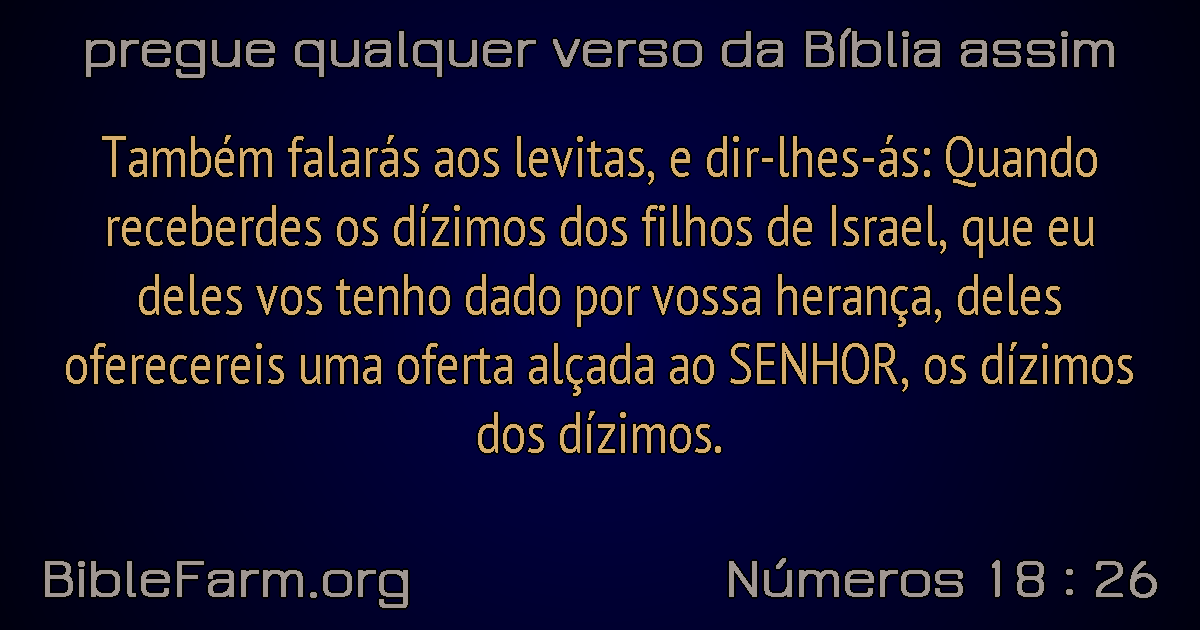 pregue qualquer verso da Bíblia assim
Também falarás aos levitas, e dir-lhes-ás: Quando
receberdes os dízimos dos filhos de Israel, que eu
deles vos tenho dado por vossa herança, deles
oferecereis uma oferta alçada ao SENHOR, os dízimos
dos dízimos.
BibleFarm.org
Números 18 : 26